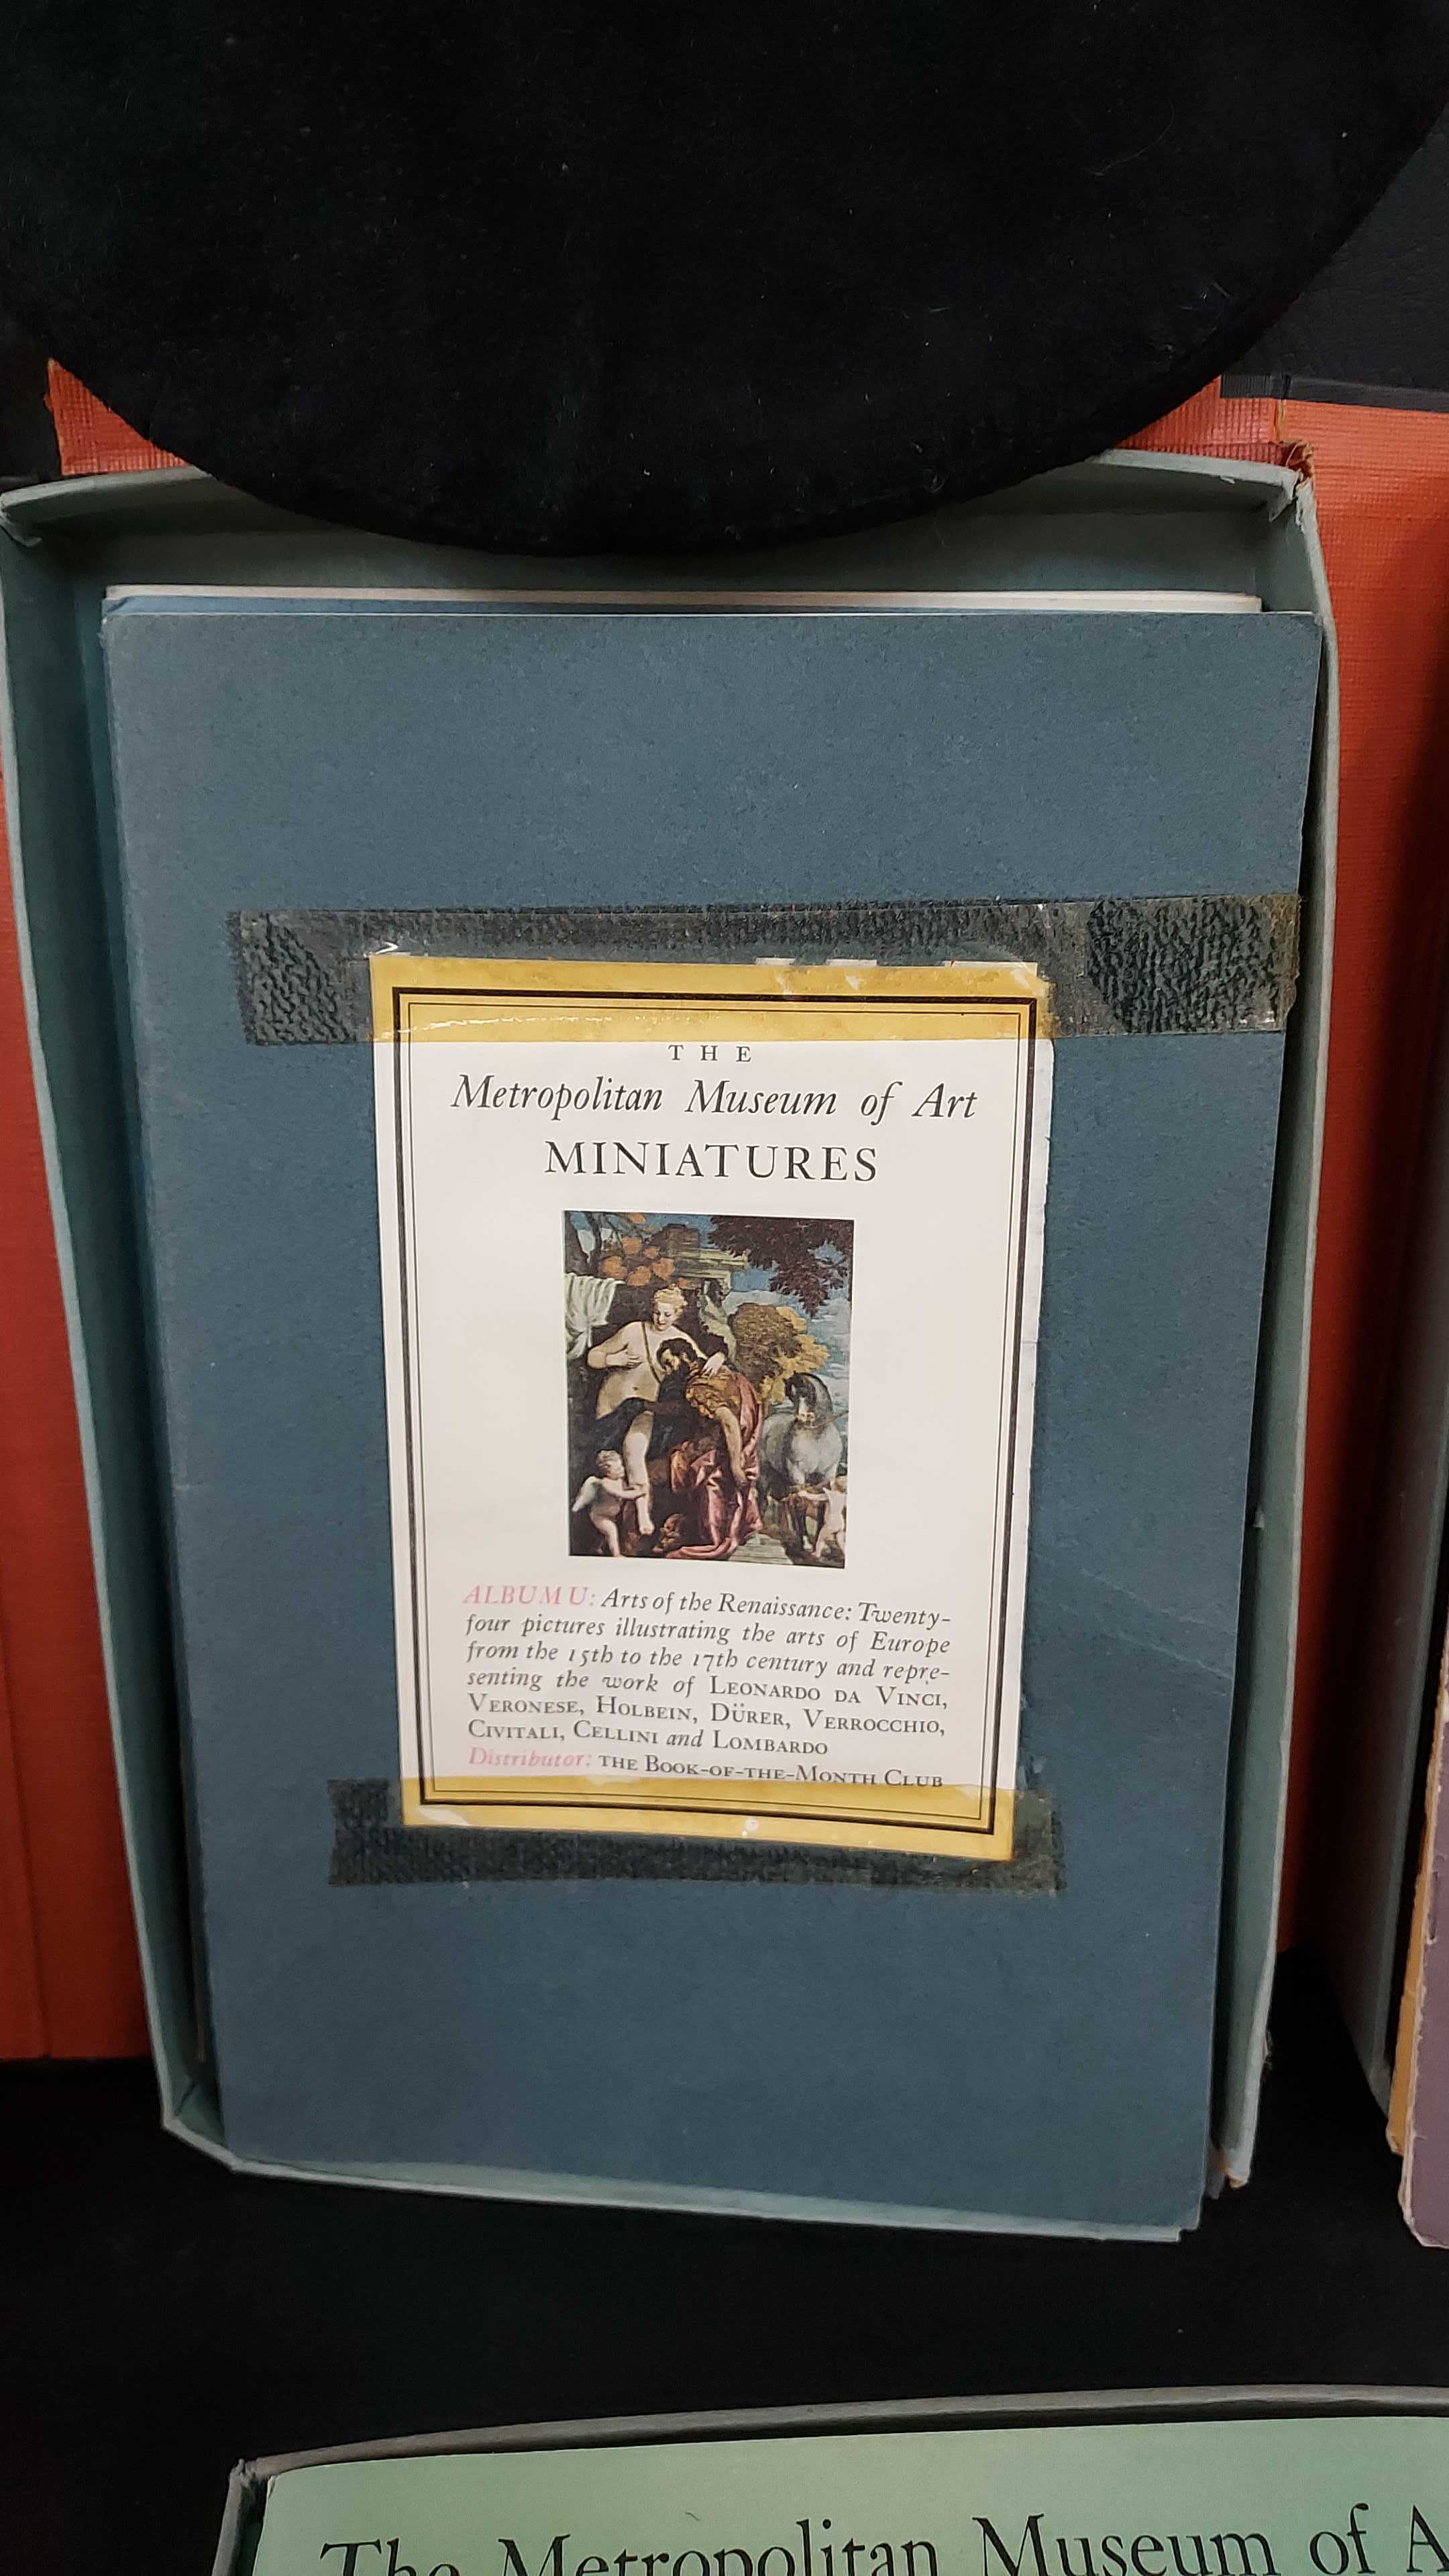 THE
Metropolitan Museum of Art
MINIATURES
ALBUM U: Arts of the Renaissance: Twenty-
four pictures illustrating the arts of Europe
from the 15th to the 17th century and repre-
senting the work of LEONARDO DA VINCI,
VERONESE, HOLBEIN, DÜRER, VERROCCHIO,
CIVITALI, CELLINI and LOMBARDO
Distributor: THE BOOK-OF-THE-MONTH CLUB
The Metropolitan Museum of A